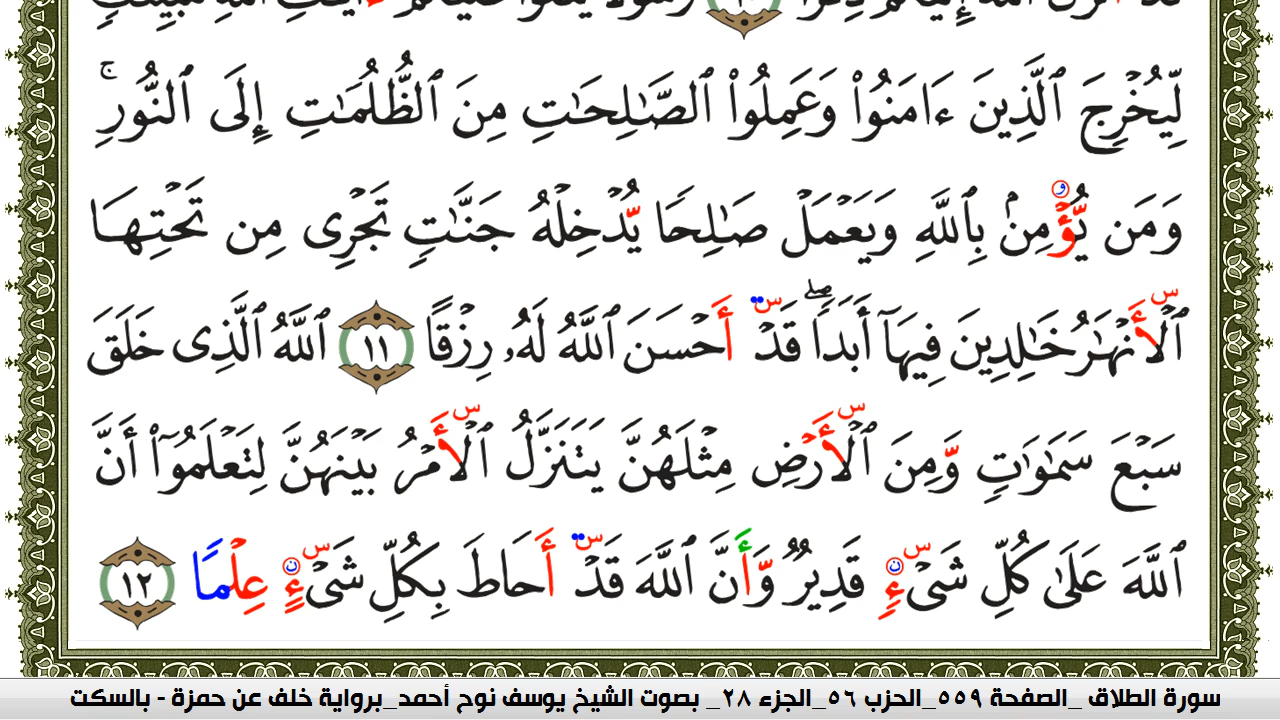 لِّيُخْرِجَ ٱلَّذِينَ ءَامَنُوا۟ وَعَمِلُوا۟ ٱلصَّـٰلِحَـٰتِ مِنَ ٱلظُّلُمَـٰتِ إِلَى ٱلنُّورِ ۚ
وَمَن يُّؤْمِنۢ بِٱللَّهِ وَيَعْمَلْ صَـٰلِحًا يُّدْخِلْهُ جَنَّـٰتٍ تَجْرِى مِن تَحْتِهَا
ٱلْأَنْهَـٰرُ خَـٰلِدِينَ فِيهَآ أَبَدًا ۖ قَدْ أَحْسَنَ ٱللَّهُ لَهُۥ رِزْقًا ١١ ٱللَّهُ ٱلَّذِى خَلَقَ
سَبْعَ سَمَـٰوَٰتٍ وَّمِنَ ٱلْأَرْضِ مِثْلَهُنَّ يَتَنَزَّلُ ٱلْأَمْرُ بَيْنَهُنَّ لِتَعْلَمُوٓا۟ أَنَّ
ٱللَّهَ عَلَىٰ كُلِّ شَىْءٍ قَدِيرٌ وَّأَنَّ ٱللَّهَ قَدْ أَحَاطَ بِكُلِّ شَىْءٍ عِلْمًا ١٢
سورة الطلاق _الصفحة ٥٥٩_الحزب ٥٦_الجزء ٢٨_ بصوت الشيخ يوسف نوح أحمد_برواية خلف عن حمزة - بالسكت